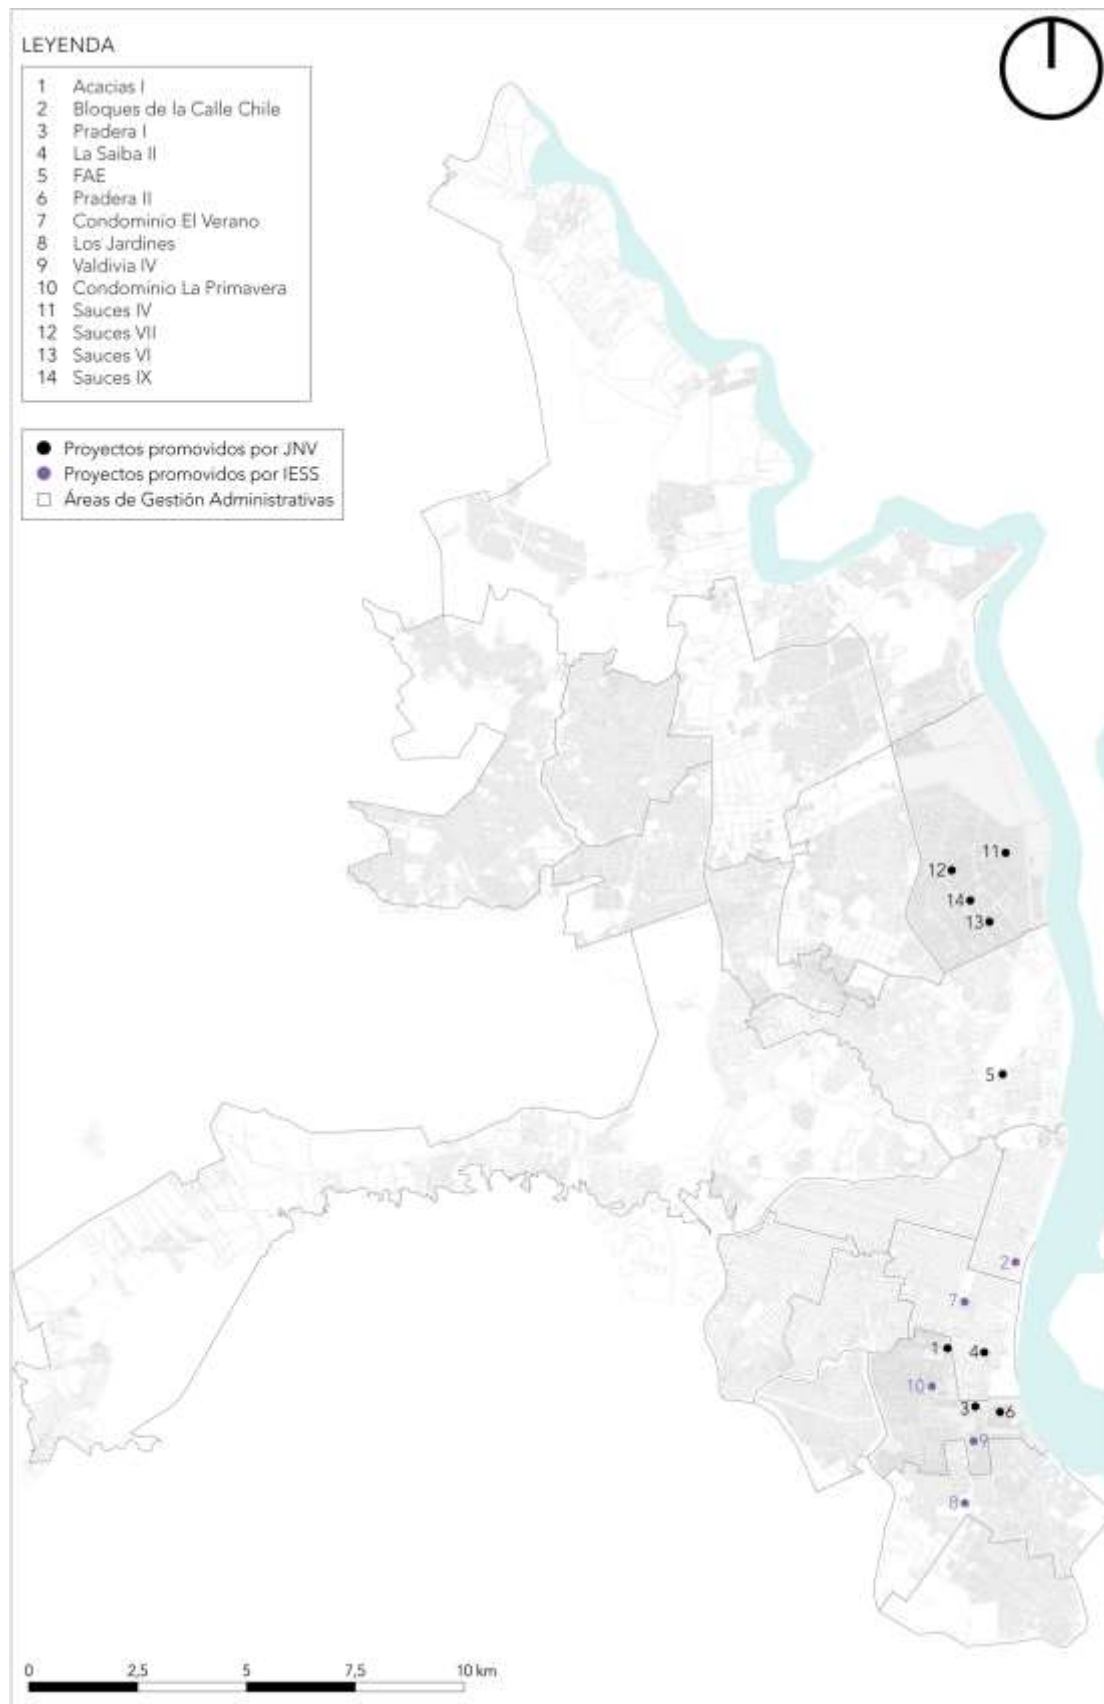 LEYENDA
1 Acacias I
2 Bloques de la Calle Chile
3 Pradera I
4 La Saiba II
5 FAE
6 Pradera II
7 Condominio El Verano
8 Los Jardines
9 Valdivia IV
10 Condominio La Primavera
11 Sauces IV
12 Sauces VII
13 Sauces VI
14 Sauces IX
Proyectos promovidos por JNV
Proyectos promovidos por IESS
Áreas de Gestión Administrativas
11
12
14
13
5
2
7
1
4
10
3
6
9
8
0 2,5 5 7,5 10 km